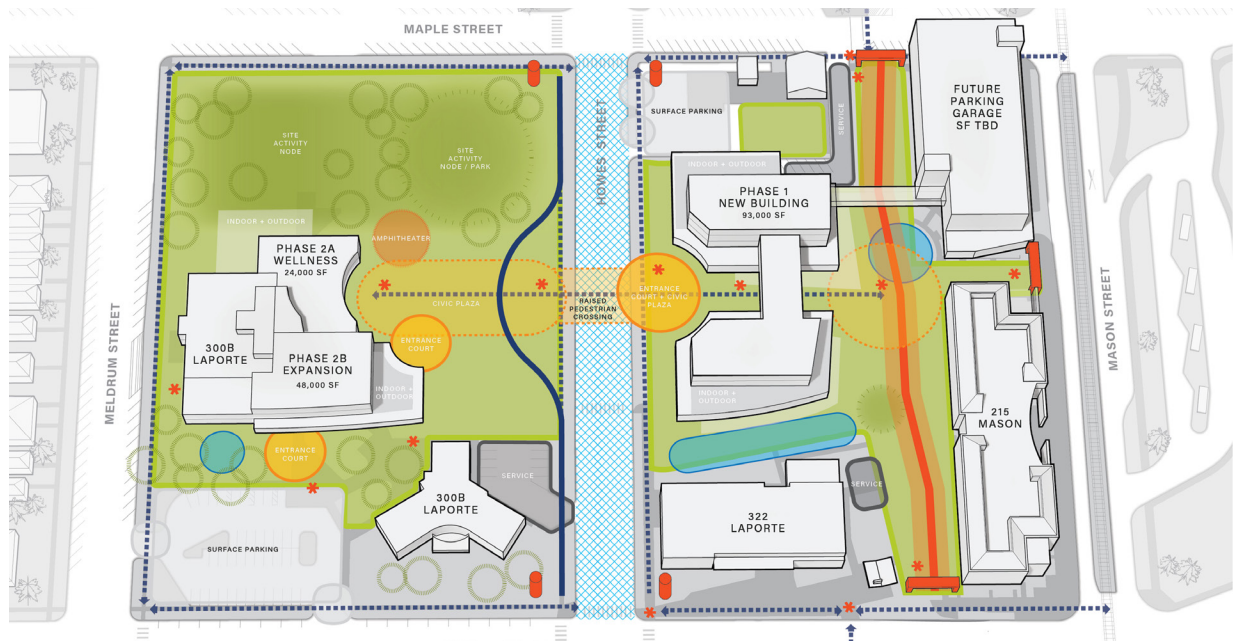 MAPLE STREET
HOWES STREET
MELDRUM STREET
MASON STREET
SITE
ACTIVITY
NODE
SITE
ACTIVITY
NODE / PARK
INDOOR + OUTDOOR
AMPHITHEATER
PHASE 2A
WELLNESS
24,000 SF
CIVIC PLAZA
300B
LAPORTE
PHASE 2B
EXPANSION
48,000 SF
ENTRANCE
COURT
INDOOR +
OUTDOOR
ENTRANCE
COURT
300B
LAPORTE
SERVICE
SURFACE PARKING
RAISED
PEDESTRIAN
CROSSING
SURFACE PARKING
SERVICE
FUTURE
PARKING
GARAGE
SF TBD
INDOOR + OUTDOOR
PHASE 1
NEW BUILDING
93,000 SF
ENTRANCE
COURT + CIVIC
PLAZA
INDOOR +
OUTDOOR
322
LAPORTE
SERVICE
215
MASON